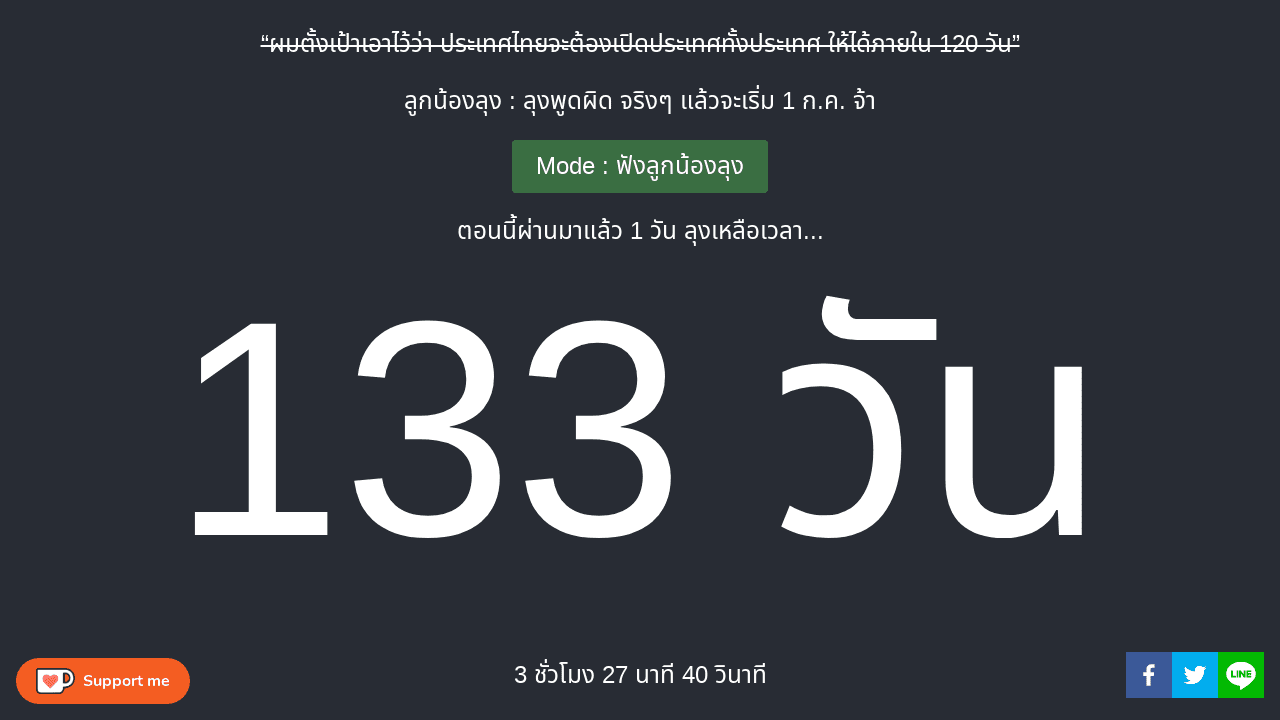 “ผมตั้งเป้าเอาไว้ว่า ประเทศไทยจะต้องเปิดประเทศทั้งประเทศ ให้ได้ภายใน 120 วัน”
ลูกน้องลุง : ลุงพูดผิด จริงๆ แล้วจะเริ่ม 1 ก.ค. จ้า
Mode : ฟังลูกน้องลุง
ตอนนี้ผ่านมาแล้ว 1 วัน ลุงเหลือเวลา...
133 วัน
3 ชั่วโมง 27 นาที 40 วินาที
Support me
LINE